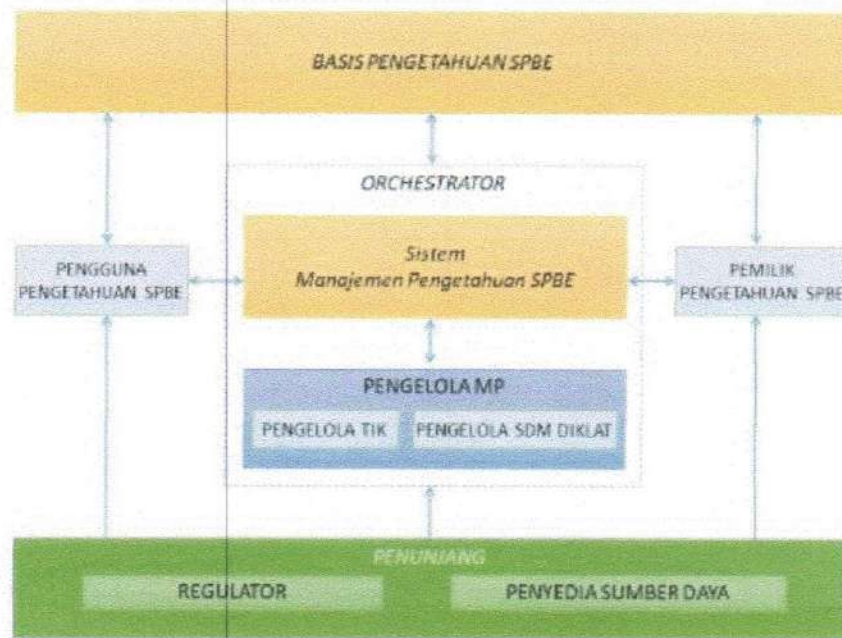 BASIS PENGETAHUAN SPBE
ORCHESTRATOR
Sistem
Manajemen Pengetahuan SPBE
PENGGUNA
PENGETAHUAN SPBE
PEMILIK
PENGETAHUAN SPBE
PENGELOLA MP
PENGELOLA TIK
PENGELOLA SDM DIKLAT
PENUNJANG
REGULATOR
PENYEDIA SUMBER DAYA